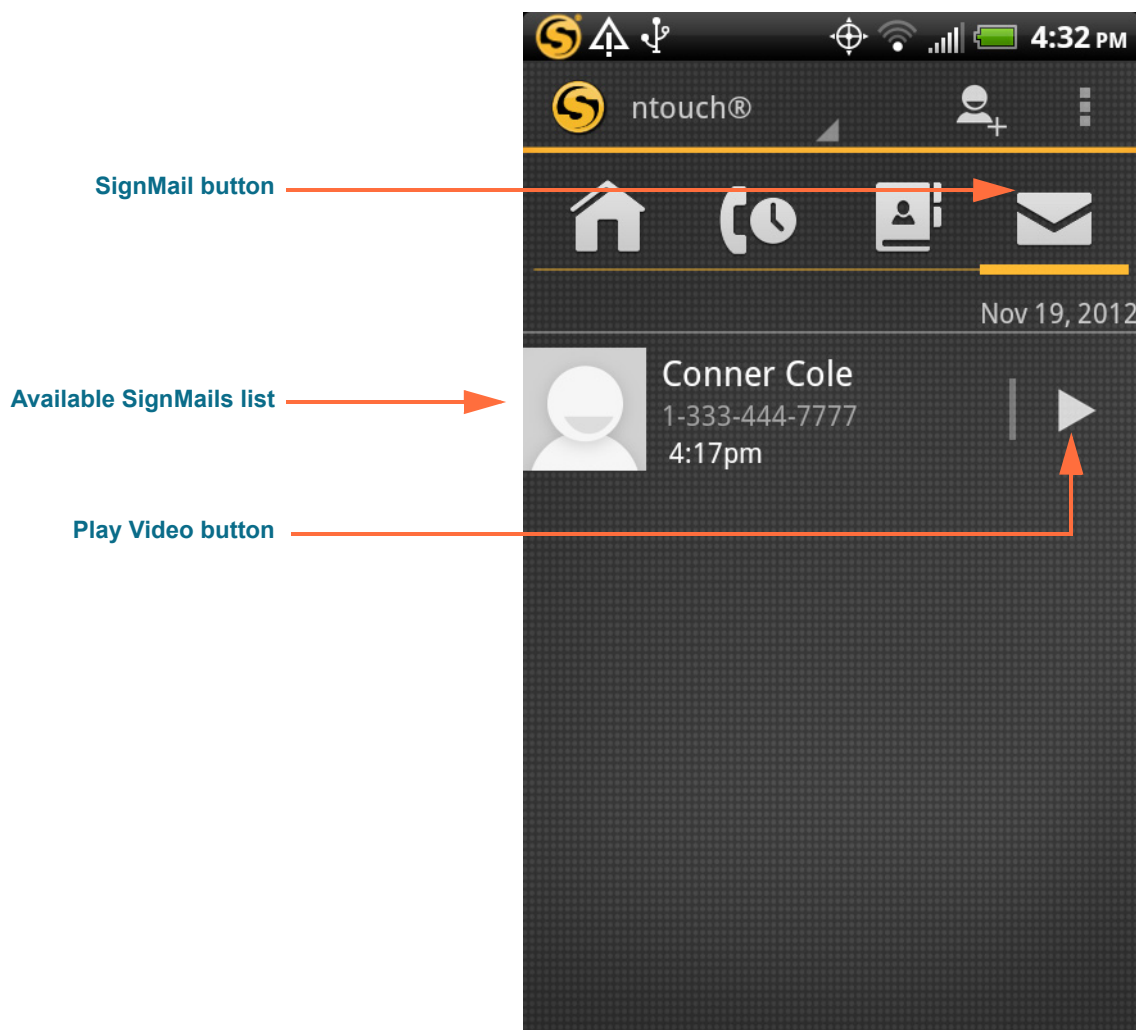 4:32 PM
ntouch®
SignMail button
Nov 19, 2012
Available SignMails list
Conner Cole
1-333-444-7777
4:17pm
Play Video button